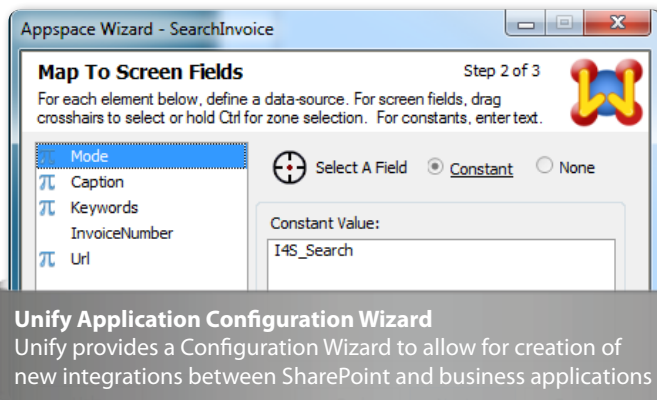 Appspace Wizard - SearchInvoice
Map To Screen Fields
Step 2 of 3
For each element below, define a data-source. For screen fields, drag
crosshairs to select or hold Ctrl for zone selection. For constants, enter text.
π Mode
π Caption
π Keywords
InvoiceNumber
π Url
Select A Field
Constant
None
Constant Value:
I4S_Search
Unify Application Configuration Wizard
Unify provides a Configuration Wizard to allow for creation of
new integrations between SharePoint and business applications